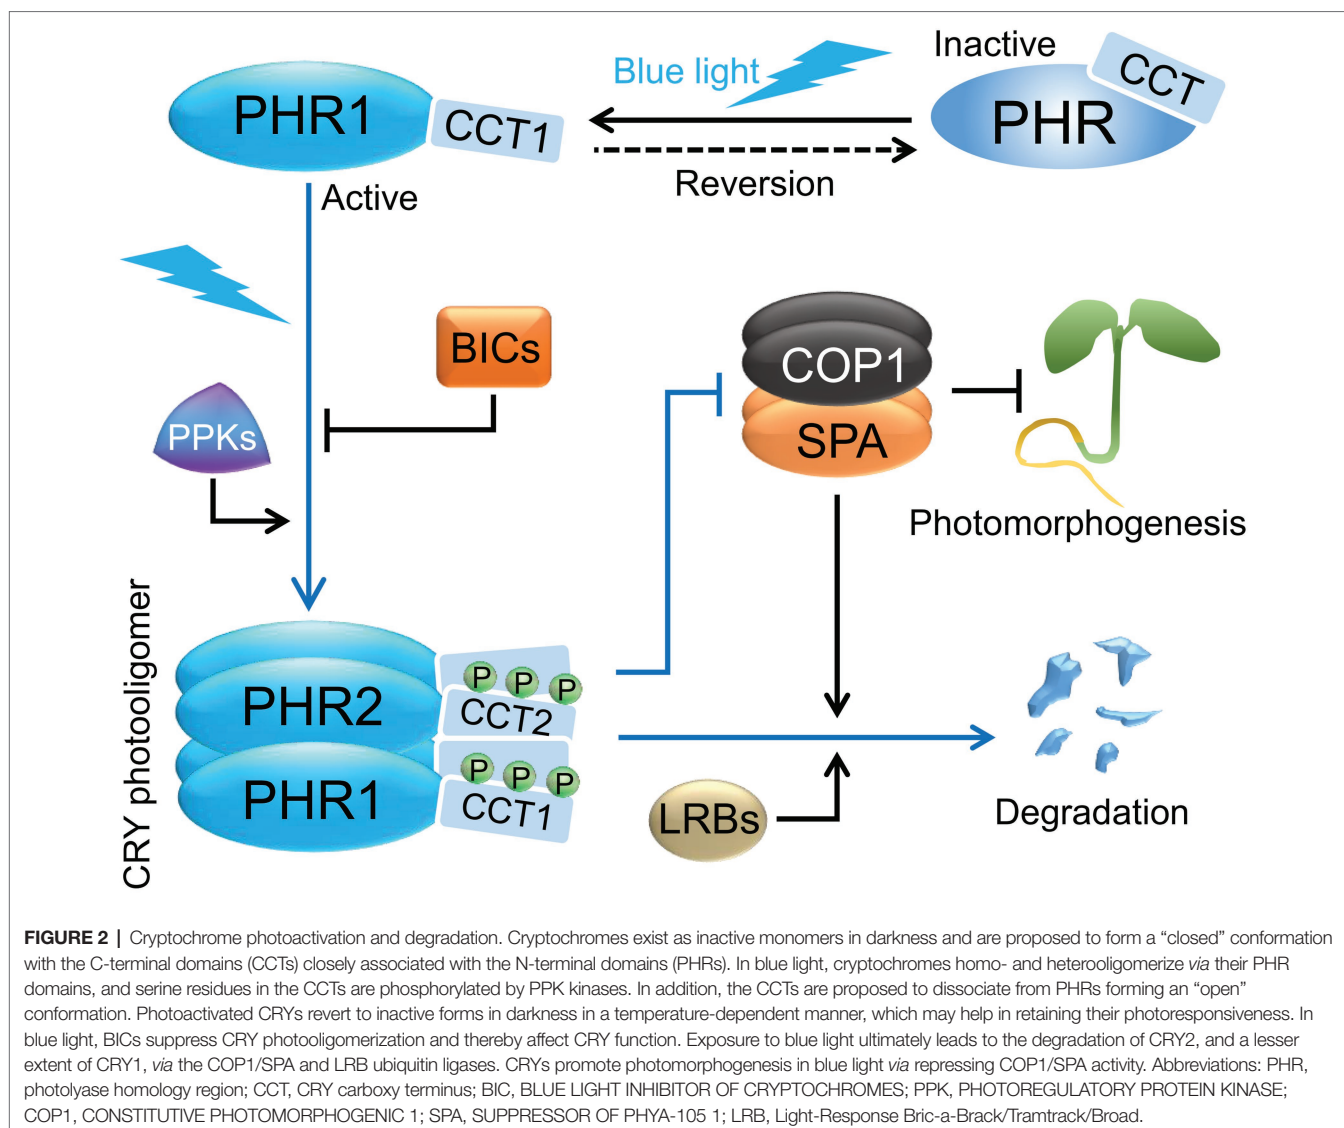 Inactive
Blue light
CCT
PHR1
CCT1
PHR
Reversion
Active
BICs
COP1
PPKs
SPA
Photomorphogenesis
CRY photooligomer
P P P
PHR2
CCT2
P P P
PHR1
CCT1
LRBs
Degradation
FIGURE 2 | Cryptochrome photoactivation and degradation. Cryptochromes exist as inactive monomers in darkness and are proposed to form a “closed” conformation
with the C-terminal domains (CCTs) closely associated with the N-terminal domains (PHRs). In blue light, cryptochromes homo- and heterooligomerize via their PHR
domains, and serine residues in the CCTs are phosphorylated by PPK kinases. In addition, the CCTs are proposed to dissociate from PHRs forming an “open”
conformation. Photoactivated CRYs revert to inactive forms in darkness in a temperature-dependent manner, which may help in retaining their photoresponsiveness. In
blue light, BICs suppress CRY photooligomerization and thereby affect CRY function. Exposure to blue light ultimately leads to the degradation of CRY2, and a lesser
extent of CRY1, via the COP1/SPA and LRB ubiquitin ligases. CRYs promote photomorphogenesis in blue light via repressing COP1/SPA activity. Abbreviations: PHR,
photolyase homology region; CCT, CRY carboxy terminus; BIC, BLUE LIGHT INHIBITOR OF CRYPTOCHROMES; PPK, PHOTOREGULATORY PROTEIN KINASE;
COP1, CONSTITUTIVE PHOTOMORPHOGENIC 1; SPA, SUPPRESSOR OF PHYA-105 1; LRB, Light-Response Bric-a-Brack/Tramtrack/Broad.